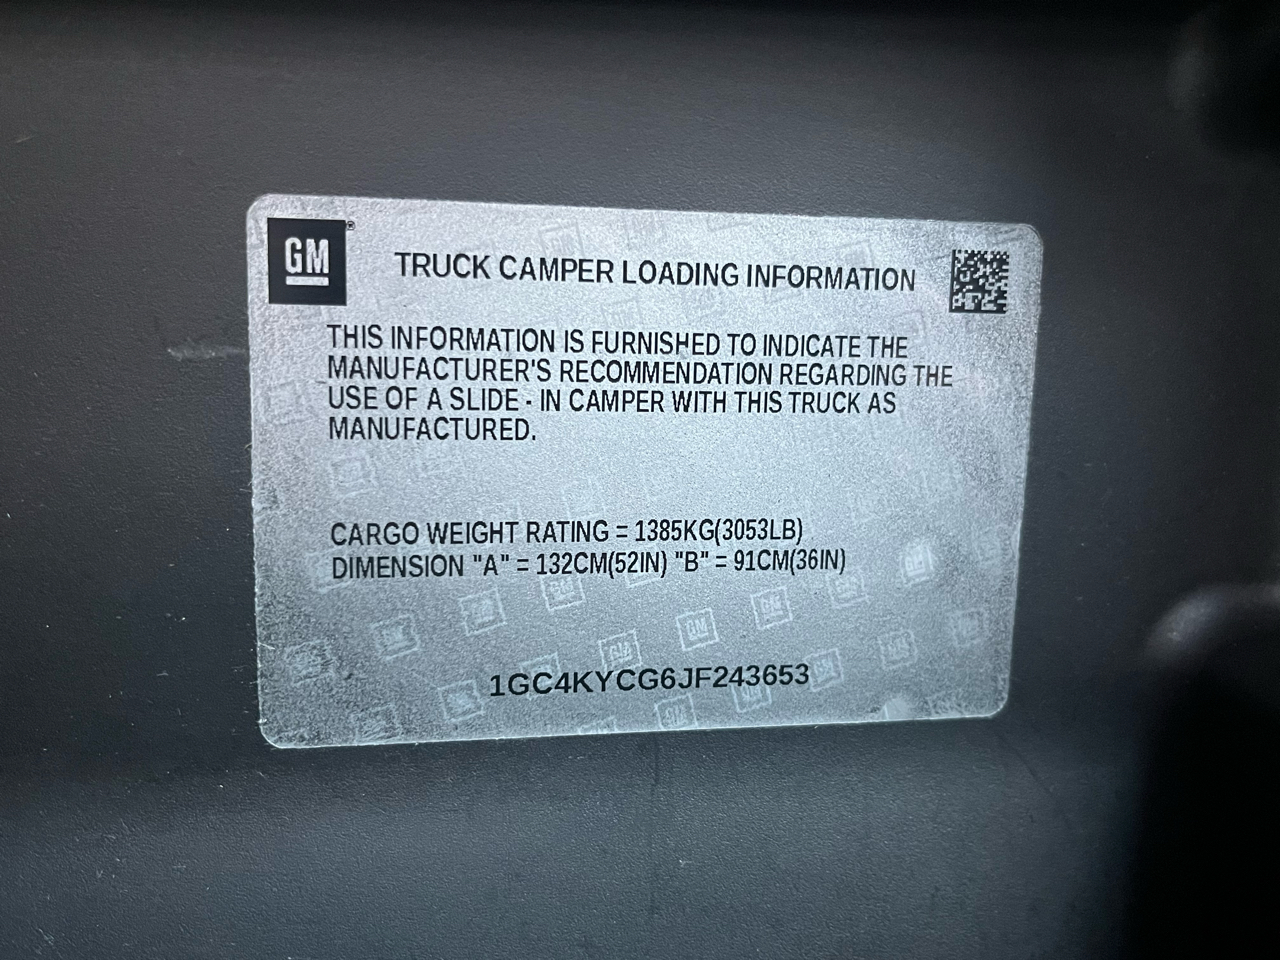 GM®
TRUCK CAMPER LOADING INFORMATION
THIS INFORMATION IS FURNISHED TO INDICATE THE
MANUFACTURER'S RECOMMENDATION REGARDING THE
USE OF A SLIDE - IN CAMPER WITH THIS TRUCK AS
MANUFACTURED.
CARGO WEIGHT RATING = 1385KG(3053LB)
DIMENSION "A" = 132CM(52IN) "B" = 91CM(36IN)
1GC4KYCG6JF243653